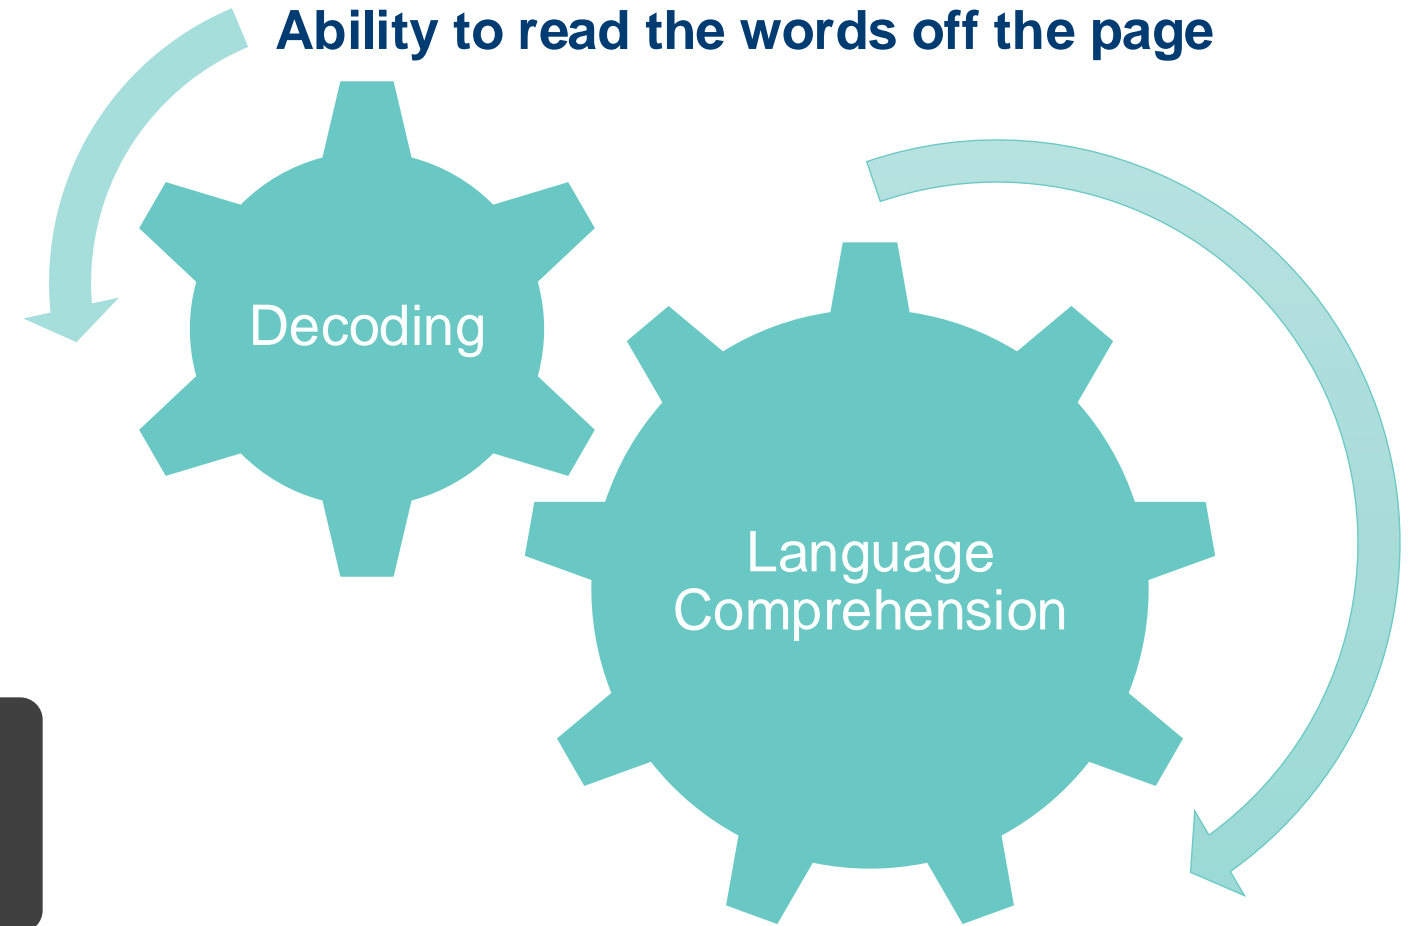 Ability to read the words off the page
Decoding
Language
Comprehension